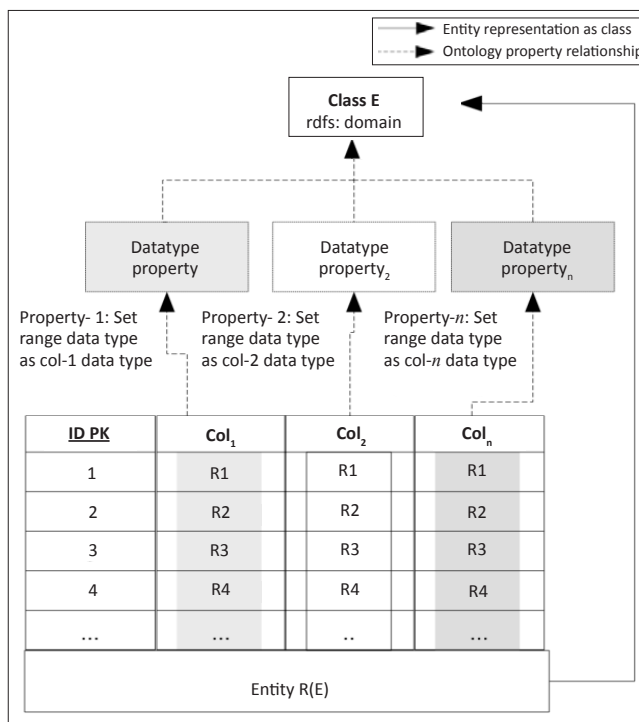 Entity representation as class
Ontology property relationship
Class E
rdfs: domain
Datatype
property
Datatype
property₂
Datatype
propertyₙ
Property- 1: Set
range data type
as col-1 data type
Property- 2: Set
range data type
as col-2 data type
Property-n: Set
range data type
as col-n data type
ID PK Col₁ Col₂ Colₙ
1 R1 R1 R1
2 R2 R2 R2
3 R3 R3 R3
4 R4 R4 R4
... ... .. ...
Entity R(E)